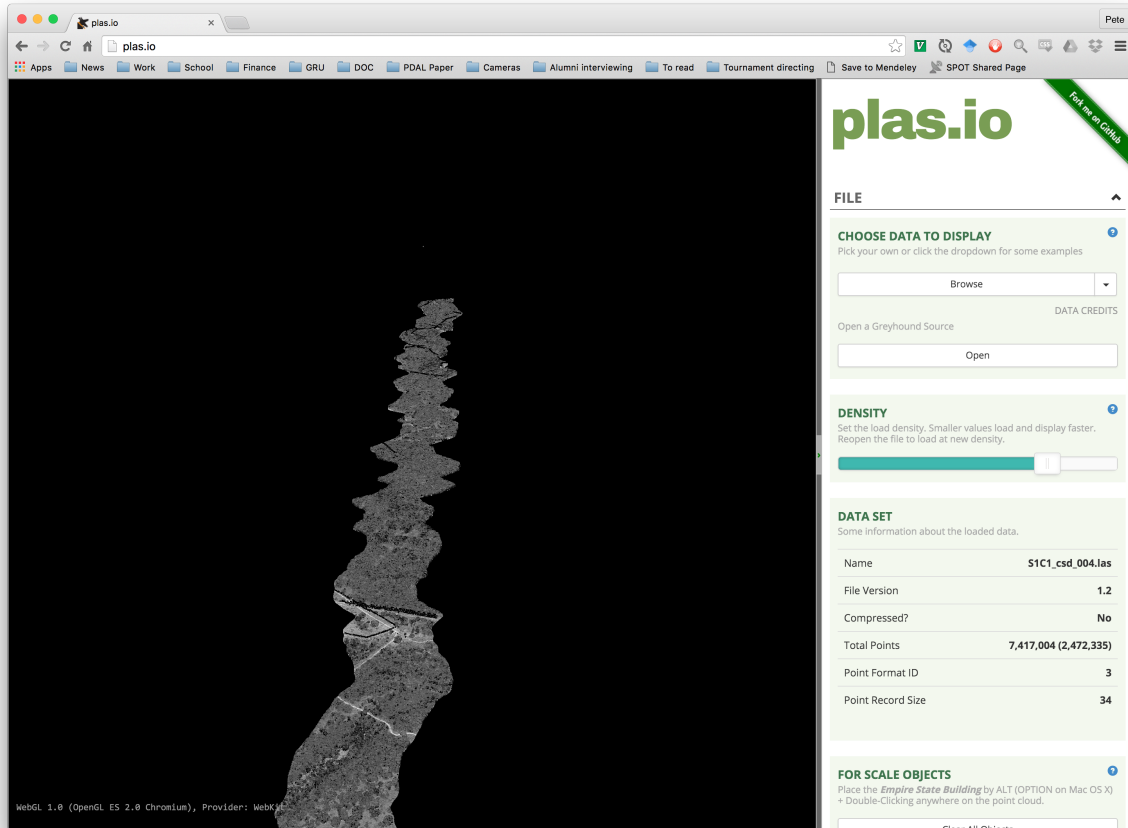 plas.io
Pete
plas.io
Apps News Work School Finance GRU DOC PDAL Paper Cameras Alumni interviewing To read Tournament directing Save to Mendeley SPOT Shared Page
plas.io
Fork me on GitHub
FILE
CHOOSE DATA TO DISPLAY
Pick your own or click the dropdown for some examples
Browse
DATA CREDITS
Open a Greyhound Source
Open
DENSITY
Set the load density. Smaller values load and display faster.
Reopen the file to load at new density.
DATA SET
Some information about the loaded data.
Name S1C1_csd_004.las
File Version 1.2
Compressed? No
Total Points 7,417,004 (2,472,335)
Point Format ID 3
Point Record Size 34
FOR SCALE OBJECTS
Place the Empire State Building by ALT (OPTION on Mac OS X)
+ Double-Clicking anywhere on the point cloud.
Clear All Objects
WebGL 1.0 (OpenGL ES 2.0 Chromium), Provider: WebKit